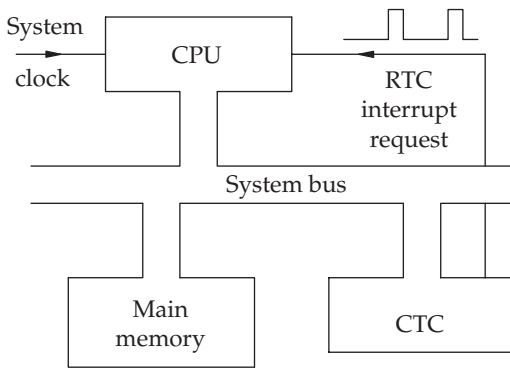 System
clock
CPU
RTC
interrupt
request
System bus
Main
memory
CTC